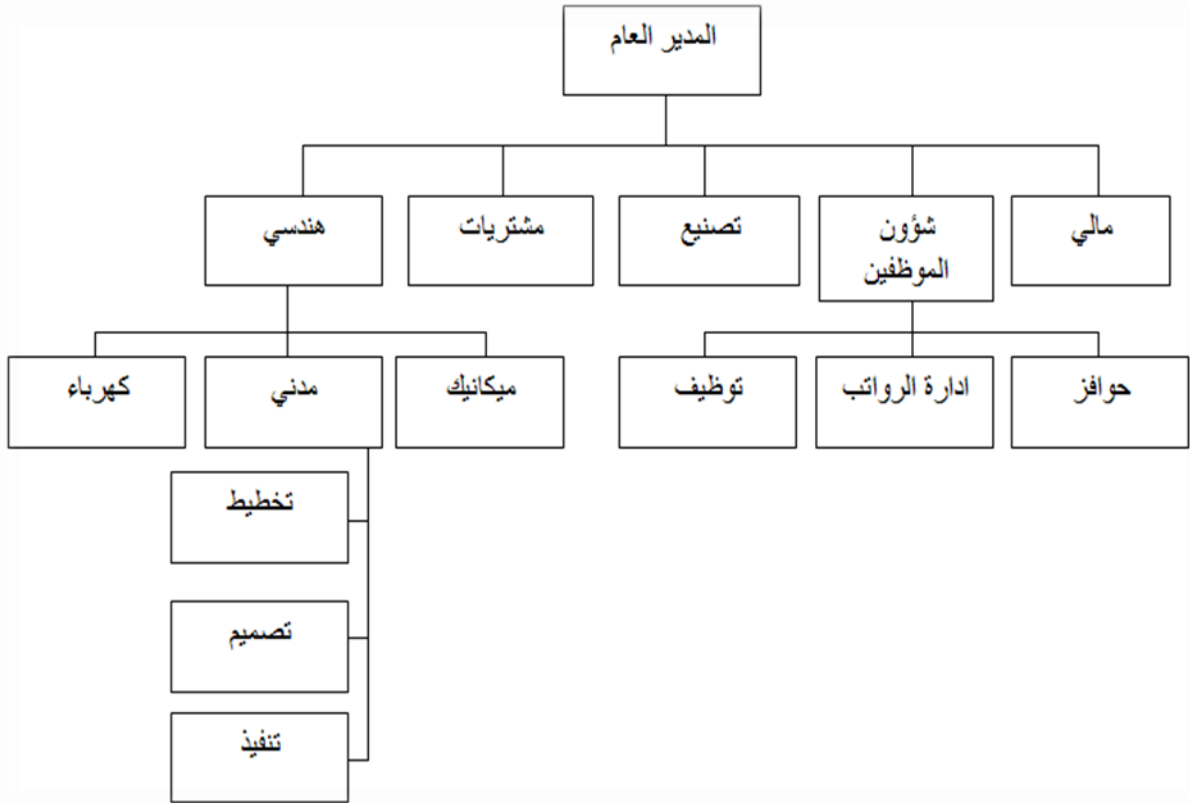 المدير العام
مالي
شؤون
الموظفين
تصنيع
مشتريات
هندسي
حوافز
ادارة الرواتب
توظيف
ميكانيك
مدني
كهرباء
تخطيط
تصميم
تنفيذ